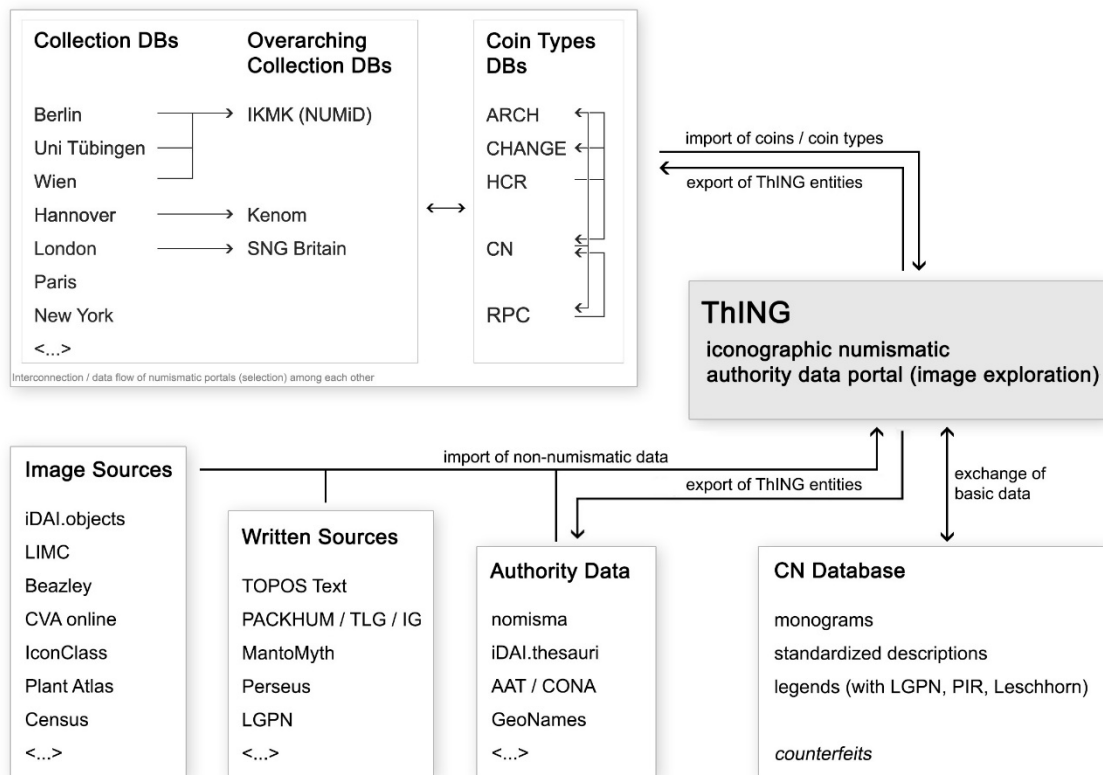 Collection DBs
Overarching
Collection DBs
Coin Types
DBs
Berlin
IKMK (NUMiD)
ARCH
Uni Tübingen
CHANGE
Wien
HCR
Hannover
Kenom
London
SNG Britain
CN
Paris
New York
RPC
<...>
Interconnection / data flow of numismatic portals (selection) among each other
import of coins / coin types
export of ThING entities
ThING
iconographic numismatic
authority data portal (image exploration)
import of non-numismatic data
export of ThING entities
exchange of
basic data
Image Sources
iDAI.objects
LIMC
Beazley
CVA online
IconClass
Plant Atlas
Census
<...>
Written Sources
TOPOS Text
PACKHUM / TLG / IG
MantoMyth
Perseus
LGPN
<...>
Authority Data
nomisma
iDAI.thesauri
AAT / CONA
GeoNames
<...>
CN Database
monograms
standardized descriptions
legends (with LGPN, PIR, Leschhorn)
counterfeits